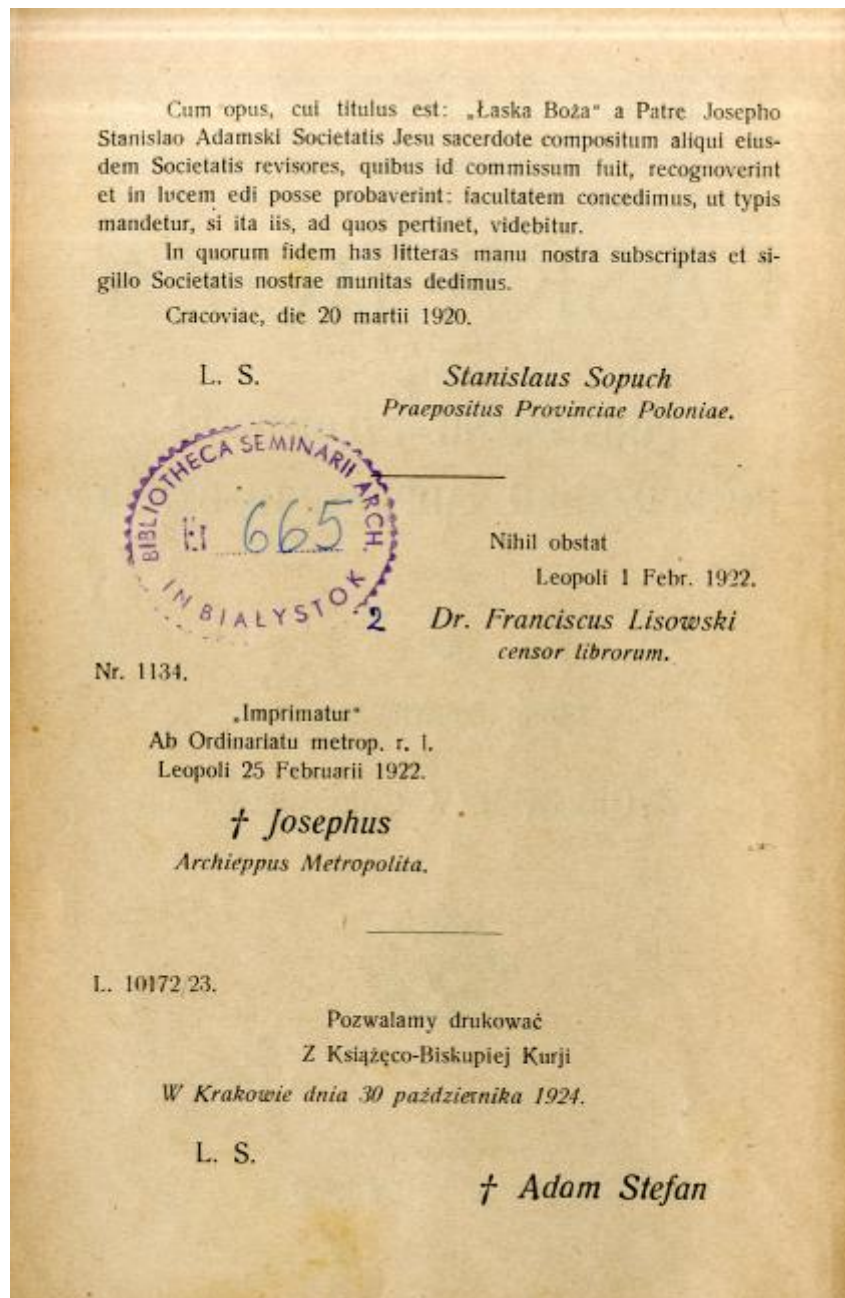 Cum opus, cui titulus est: „Łaska Boża" a Patre Josepho
Stanislao Adamski Societatis Jesu sacerdote compositum aliqui eius-
dem Societatis revisores, quibus id commissum fuit, recognoverint
et in lucem edi posse probaverint: facultatem concedimus, ut typis
mandetur, si ita iis, ad quos pertinet, videbitur.
In quorum fidem has litteras manu nostra subscriptas et si-
gillo Societatis nostrae munitas dedimus.
Cracoviae, die 20 martii 1920.
L. S.
Stanislaus Sopuch
Praepositus Provinciae Poloniae.
BIBLIOTHECA SEMINARII ARCH.
665
IN BIAŁYSTOK
2
Nihil obstat
Leopoli 1 Febr. 1922.
Dr. Franciscus Lisowski
censor librorum.
Nr. 1134.
„Imprimatur"
Ab Ordinariatu metrop. r. l.
Leopoli 25 Februarii 1922.
† Josephus
Archieppus Metropolita.
L. 10172/23.
Pozwalamy drukować
Z Książęco-Biskupiej Kurji
W Krakowie dnia 30 października 1924.
L. S.
† Adam Stefan